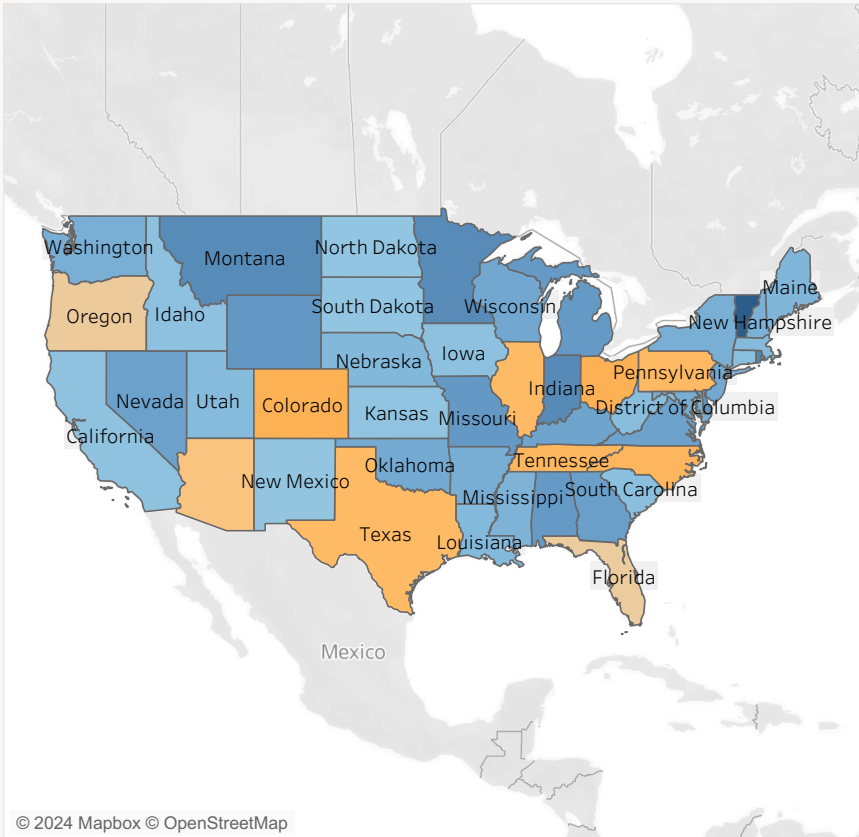 Washington
Montana
North Dakota
Maine
Oregon
Idaho
South Dakota
Wisconsin
New Hampshire
Nebraska
Iowa
Pennsylvania
Nevada
Utah
Colorado
Kansas
Indiana
Missouri
District of Columbia
California
New Mexico
Oklahoma
Tennessee
Mississippi
South Carolina
Texas
Louisiana
Florida
Mexico
© 2024 Mapbox © OpenStreetMap